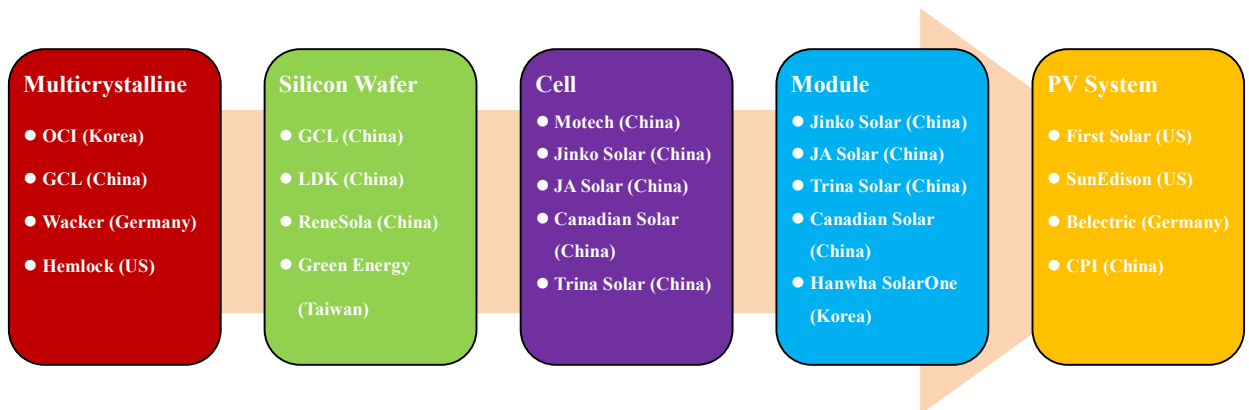 Multicrystalline
● OCI (Korea)
● GCL (China)
● Wacker (Germany)
● Hemlock (US)
Silicon Wafer
● GCL (China)
● LDK (China)
● ReneSola (China)
● Green Energy
(Taiwan)
Cell
● Motech (China)
● Jinko Solar (China)
● JA Solar (China)
● Canadian Solar
(China)
● Trina Solar (China)
Module
● Jinko Solar (China)
● JA Solar (China)
● Trina Solar (China)
● Canadian Solar
(China)
● Hanwha SolarOne
(Korea)
PV System
● First Solar (US)
● SunEdison (US)
● Belectric (Germany)
● CPI (China)